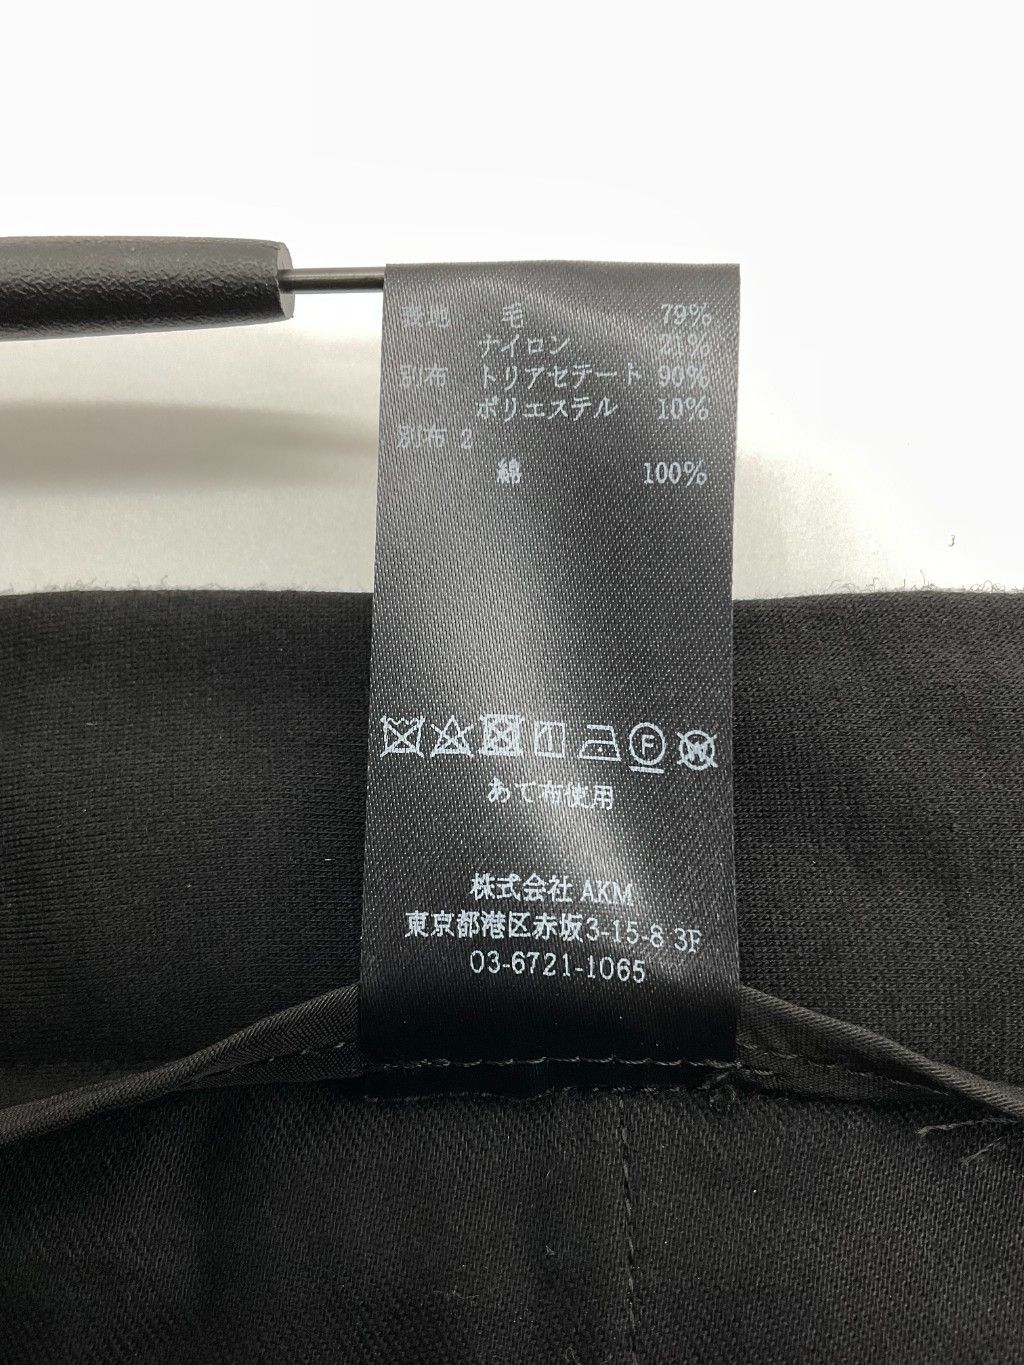 表地 毛 79%
ナイロン 21%
別布 トリアセテート 90%
ポリエステル 10%
別布 2
綿 100%
F
W
あて布使用
株式会社 AKM
東京都港区赤坂3-15-8 3F
03-6721-1065